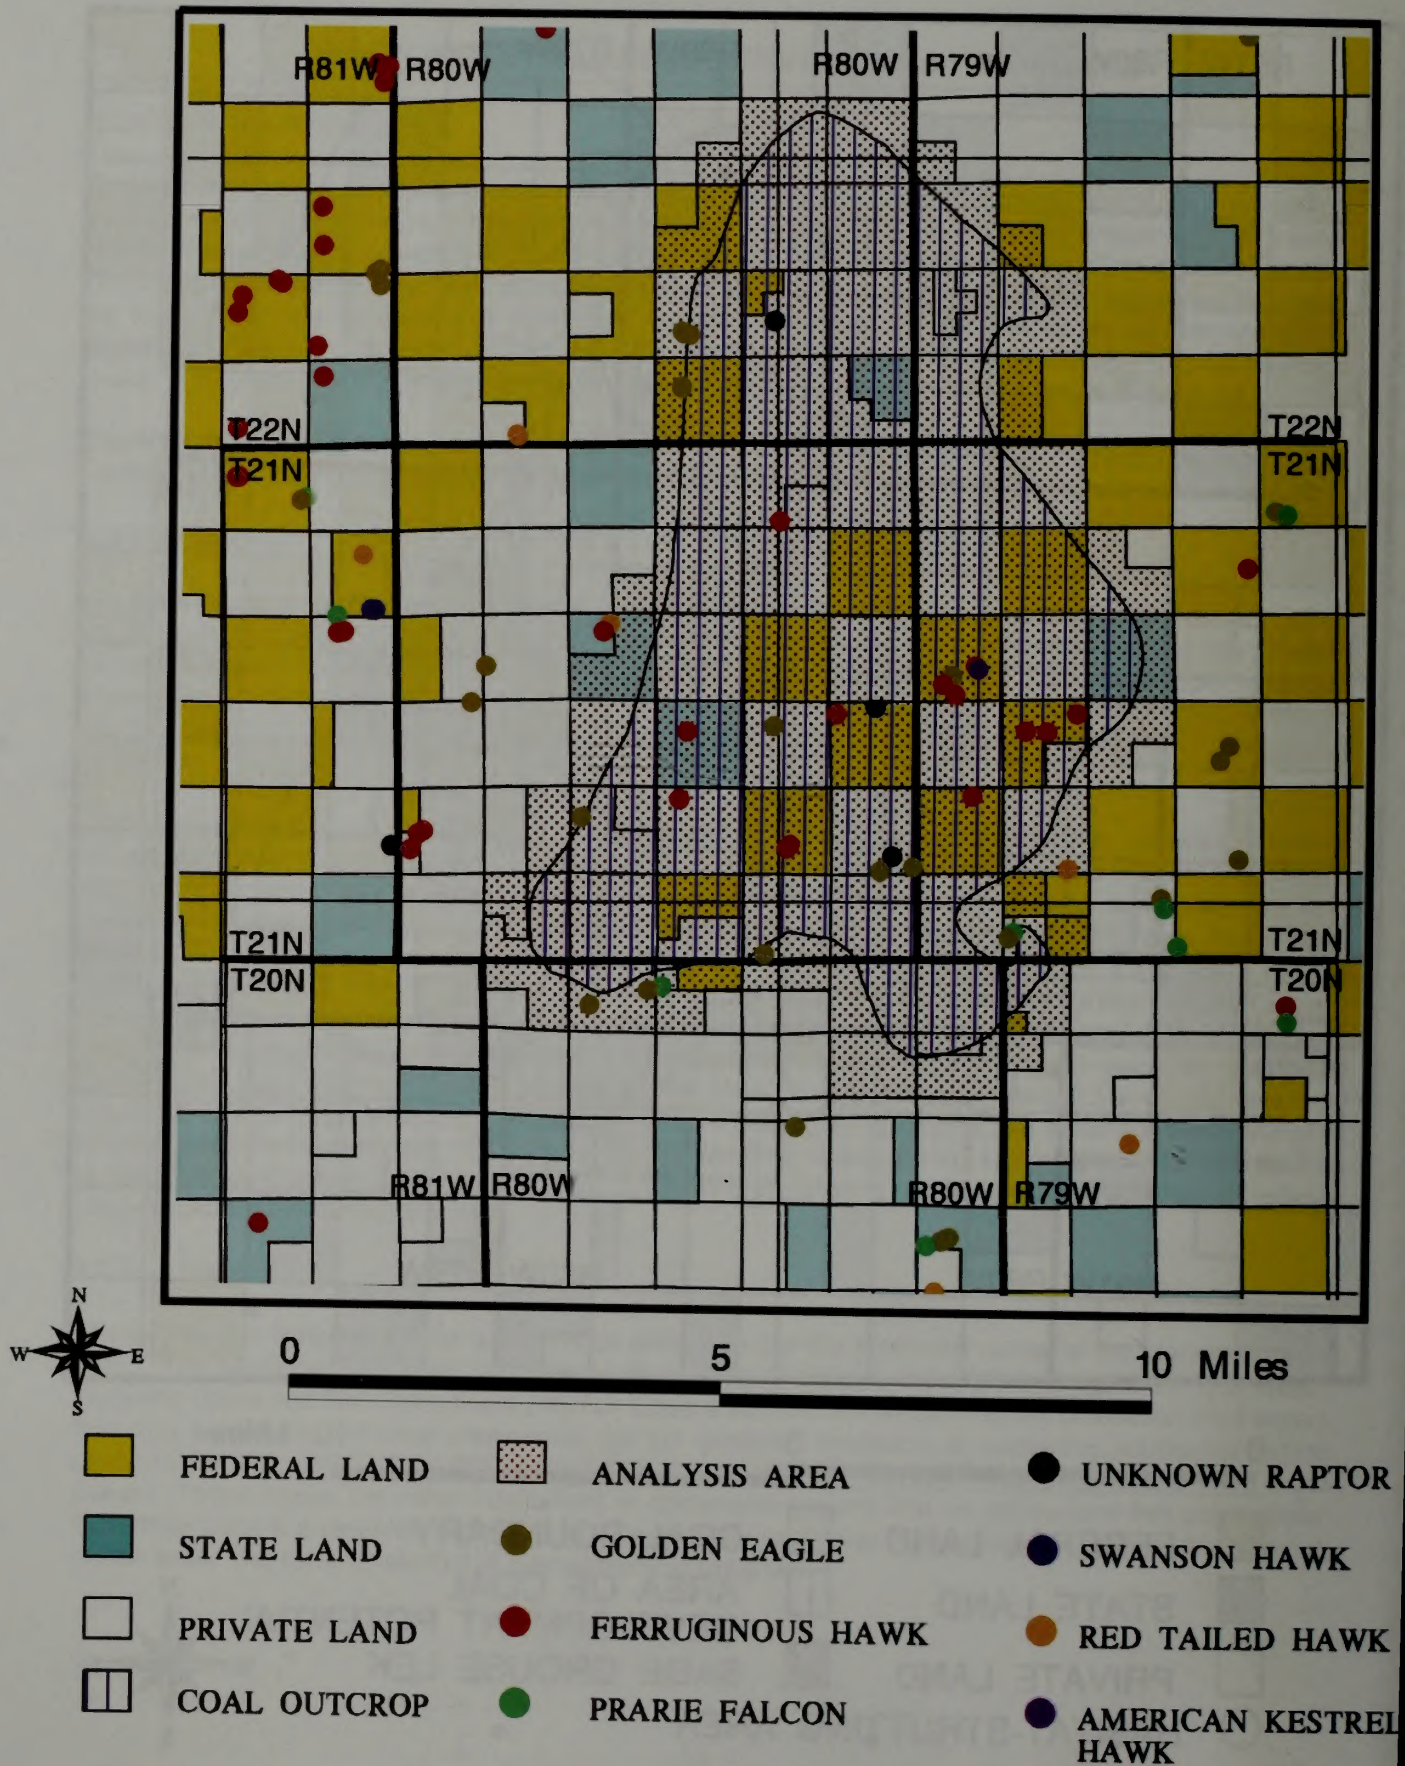 R81W R80W R80W R79W
T22N T22N
T21N T21N
T21N T21N
T20N T20N
R81W R80W R80W R79W
N
W E
S
0 5 10 Miles
FEDERAL LAND
STATE LAND
PRIVATE LAND
COAL OUTCROP
ANALYSIS AREA
GOLDEN EAGLE
FERRUGINOUS HAWK
PRARIE FALCON
UNKNOWN RAPTOR
SWANSON HAWK
RED TAILED HAWK
AMERICAN KESTREL
HAWK